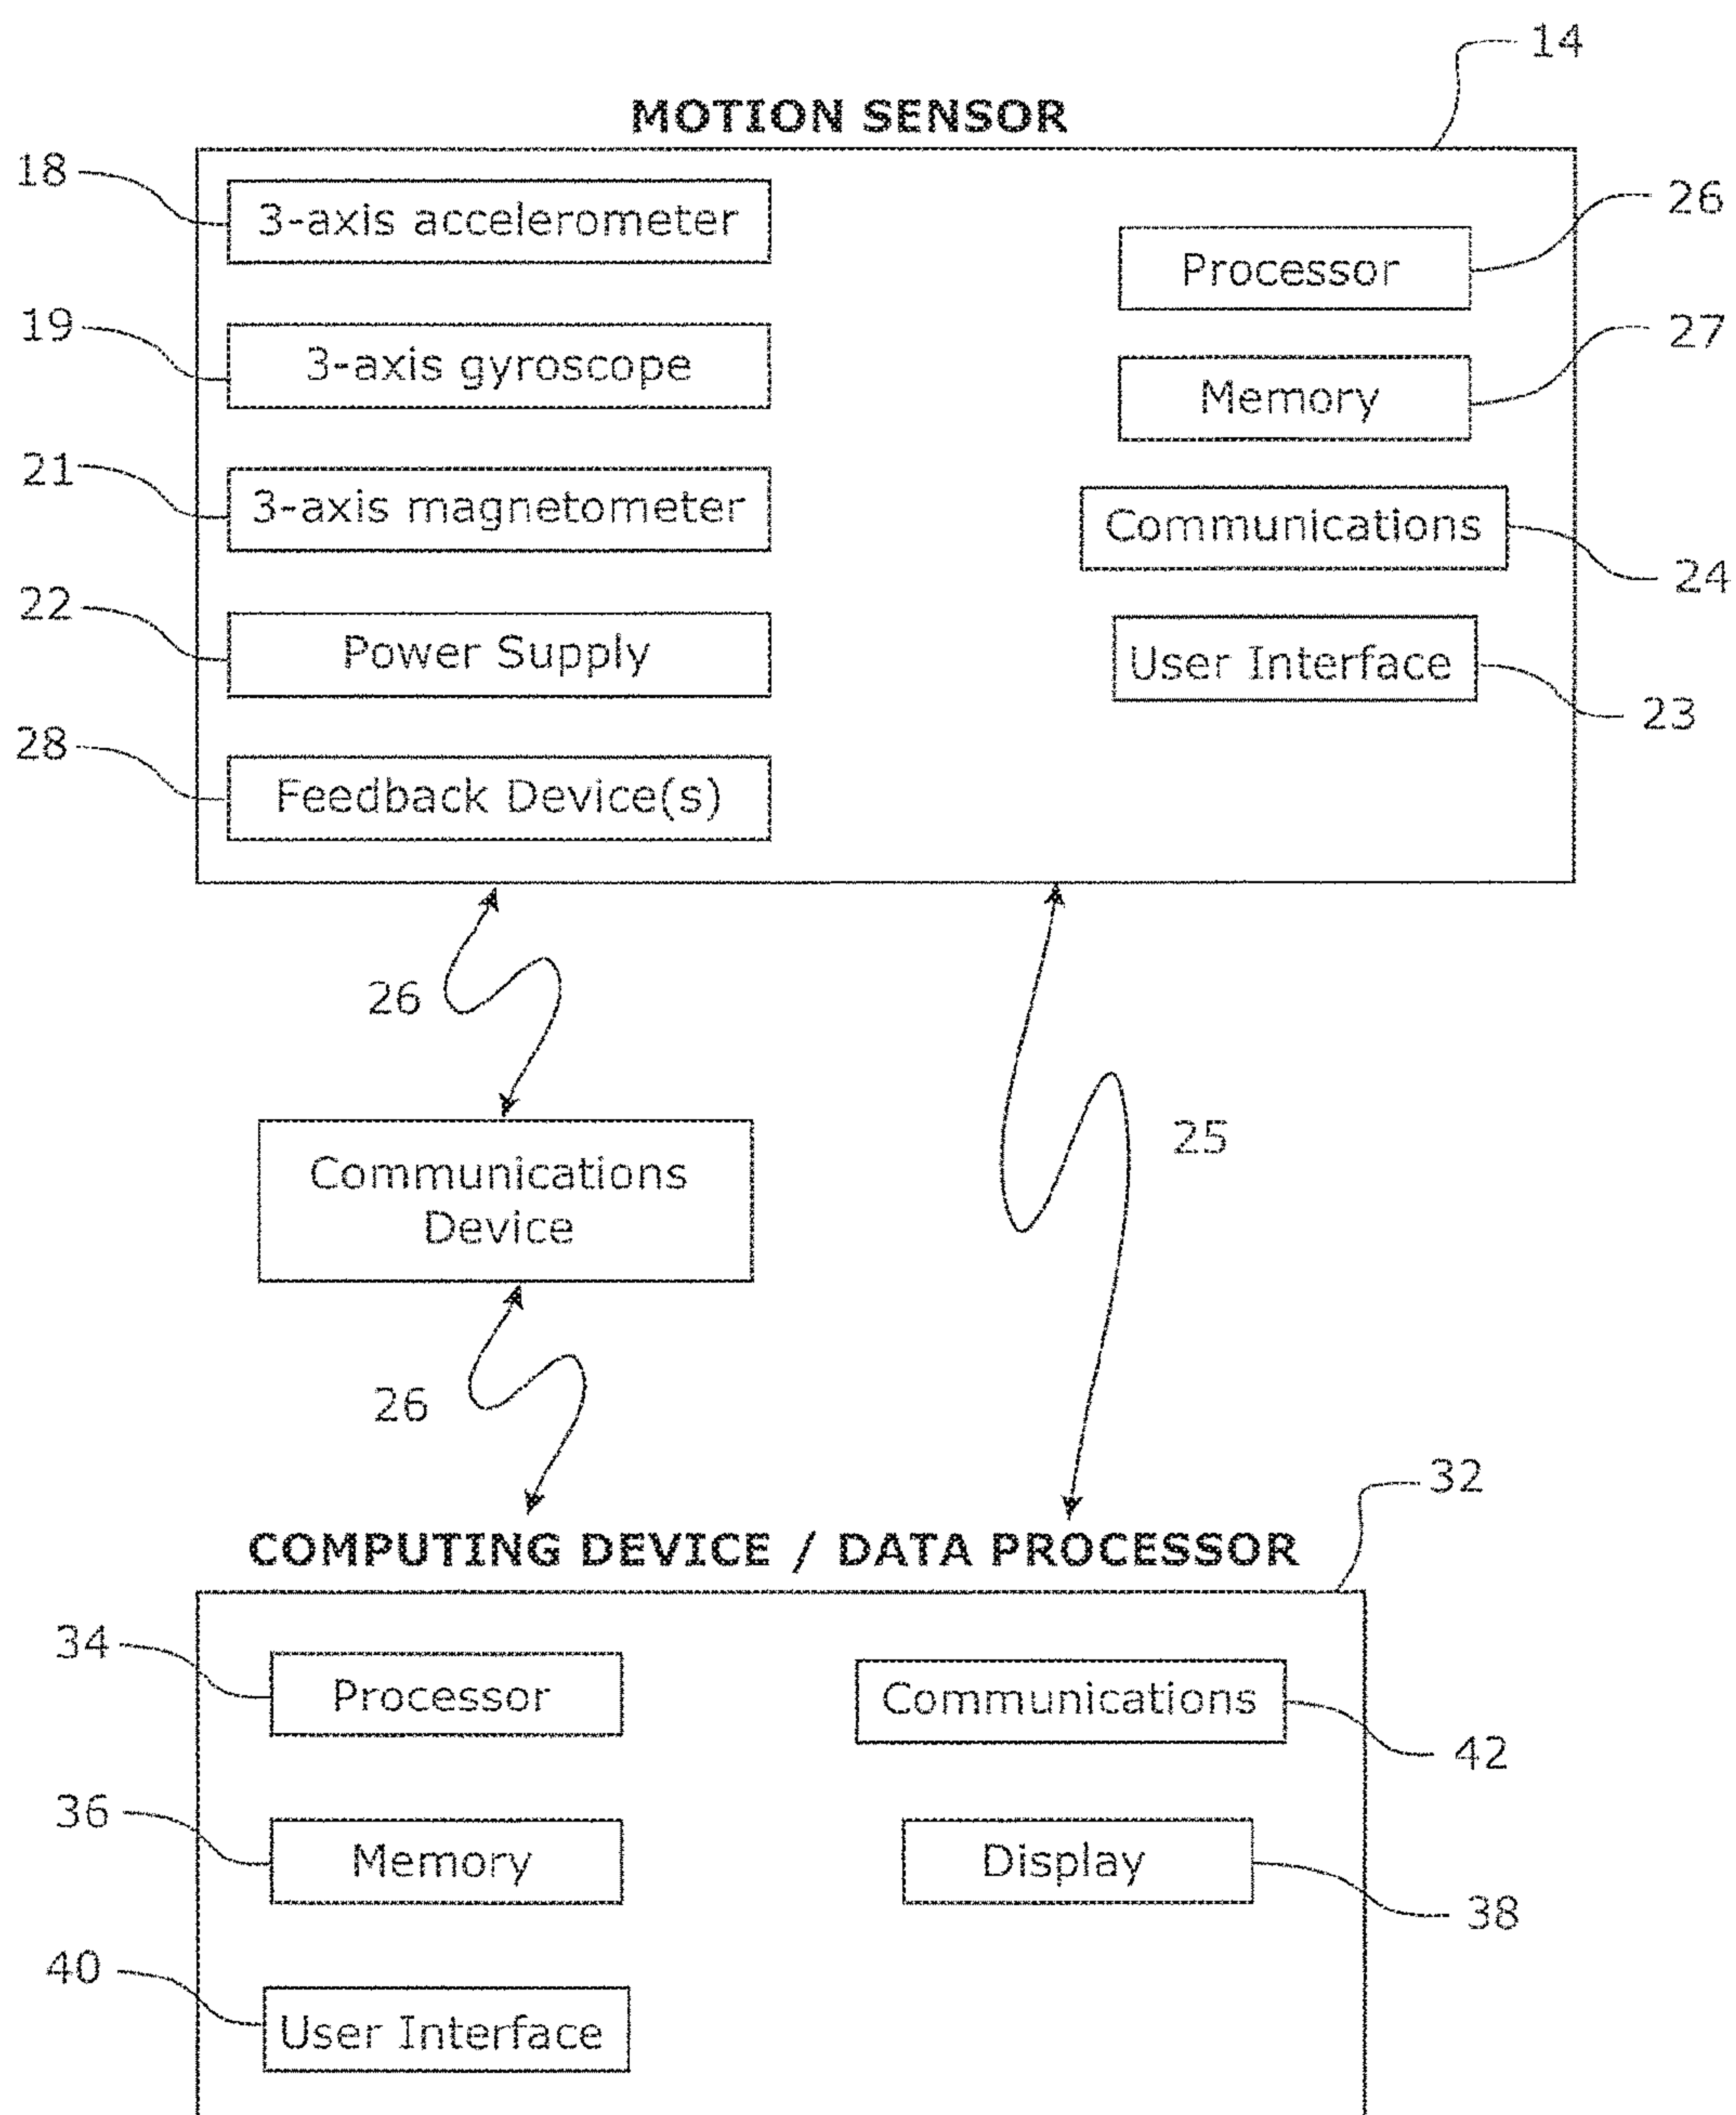 14
MOTION SENSOR
18
3-axis accelerometer
26
Processor
19
3-axis gyroscope
27
Memory
21
3-axis magnetometer
Communications
24
22
Power Supply
User Interface
23
28
Feedback Device(s)
26
25
Communications
Device
26
32
COMPUTING DEVICE / DATA PROCESSOR
34
Processor
Communications
42
36
Memory
Display
38
40
User Interface